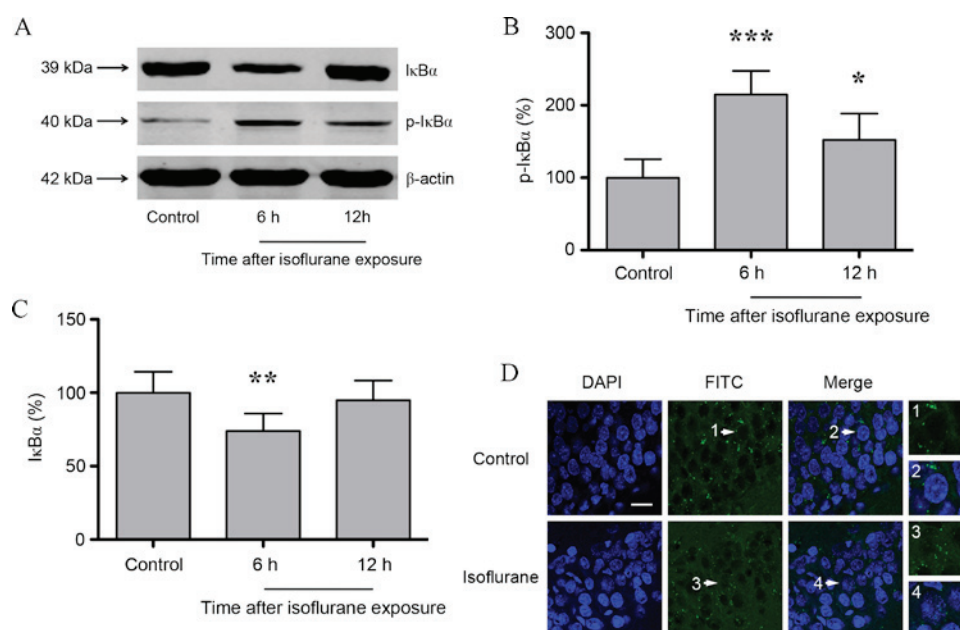 A
39 kDa
IκBα
40 kDa
p-IκBα
42 kDa
β-actin
Control 6 h 12h
Time after isoflurane exposure
B
300
200
100
0
p-IκBα (%)
***
*
Control 6 h 12 h
Time after isoflurane exposure
C
150
100
50
0
IκBα (%)
**
Control 6 h 12 h
Time after isoflurane exposure
D
DAPI FITC Merge
Control
1
2
1
2
Isoflurane
3
4
3
4